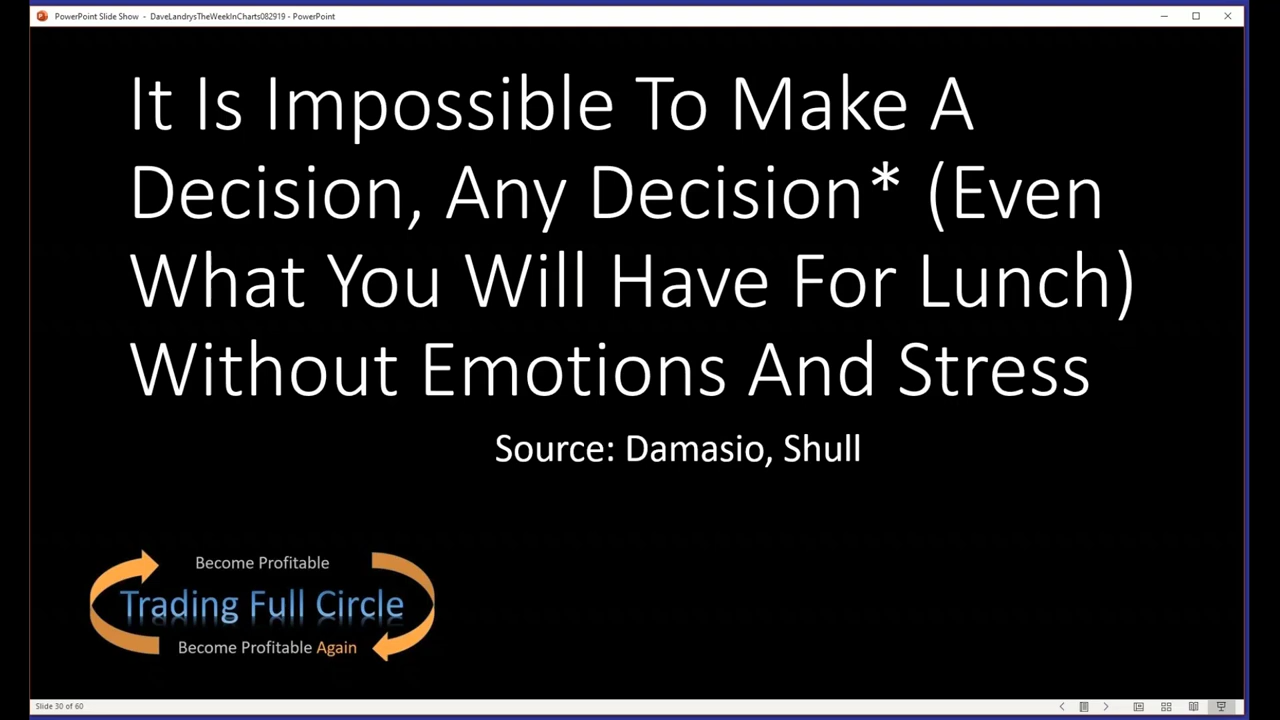 PowerPoint Slide Show - DaveLandrysTheWeekInCharts082919 - PowerPoint
It Is Impossible To Make A
Decision, Any Decision* (Even
What You Will Have For Lunch)
Without Emotions And Stress
Source: Damasio, Shull
Become Profitable
Trading Full Circle
Become Profitable Again
Slide 30 of 60